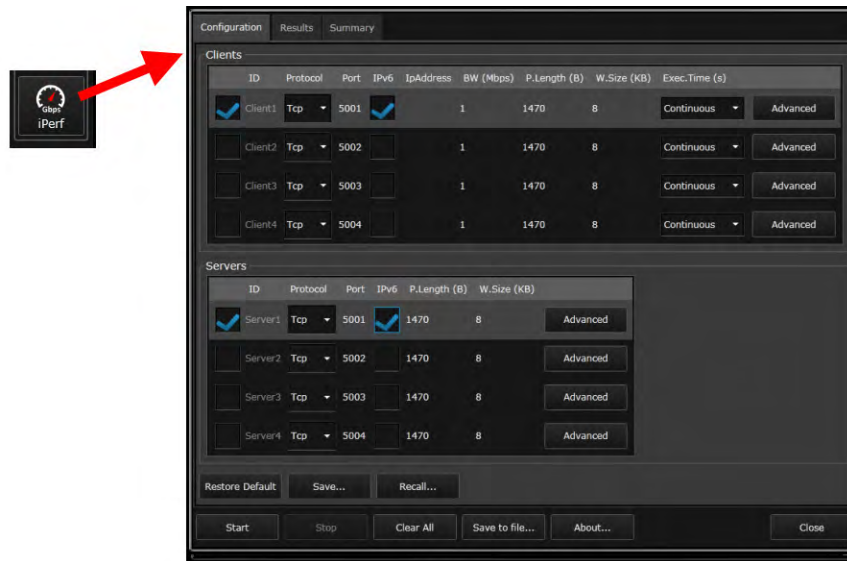 Configuration Results Summary
Clients
ID Protocol Port IPv6 IpAddress BW (Mbps) P.Length (B) W.Size (KB) Exec.Time (s)
Client1 Tcp 5001 1 1470 8 Continuous Advanced
Gbps
iPerf
Client2 Tcp 5002 1 1470 8 Continuous Advanced
Client3 Tcp 5003 1 1470 8 Continuous Advanced
Client4 Tcp 5004 1 1470 8 Continuous Advanced
Servers
ID Protocol Port IPv6 P.Length (B) W.Size (KB)
Server1 Tcp 5001 1470 8 Advanced
Server2 Tcp 5002 1470 8 Advanced
Server3 Tcp 5003 1470 8 Advanced
Server4 Tcp 5004 1470 8 Advanced
Restore Default Save... Recall...
Start Stop Clear All Save to file... About... Close